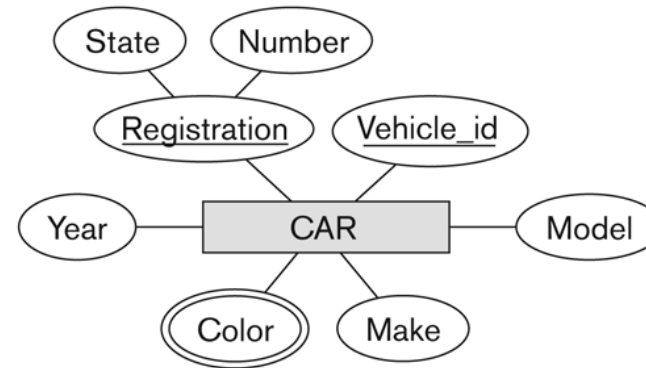 State
Number
Registration
Vehicle_id
Year
CAR
Model
Color
Make